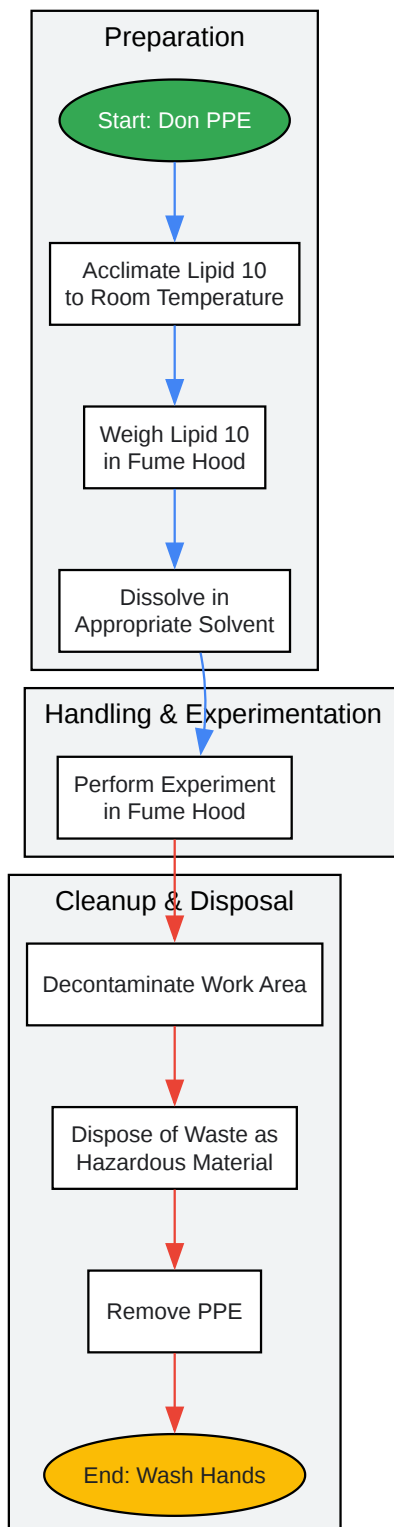 Preparation
Start: Don PPE
Acclimate Lipid 10
to Room Temperature
Weigh Lipid 10
in Fume Hood
Dissolve in
Appropriate Solvent
Handling & Experimentation
Perform Experiment
in Fume Hood
Cleanup & Disposal
Decontaminate Work Area
Dispose of Waste as
Hazardous Material
Remove PPE
End: Wash Hands